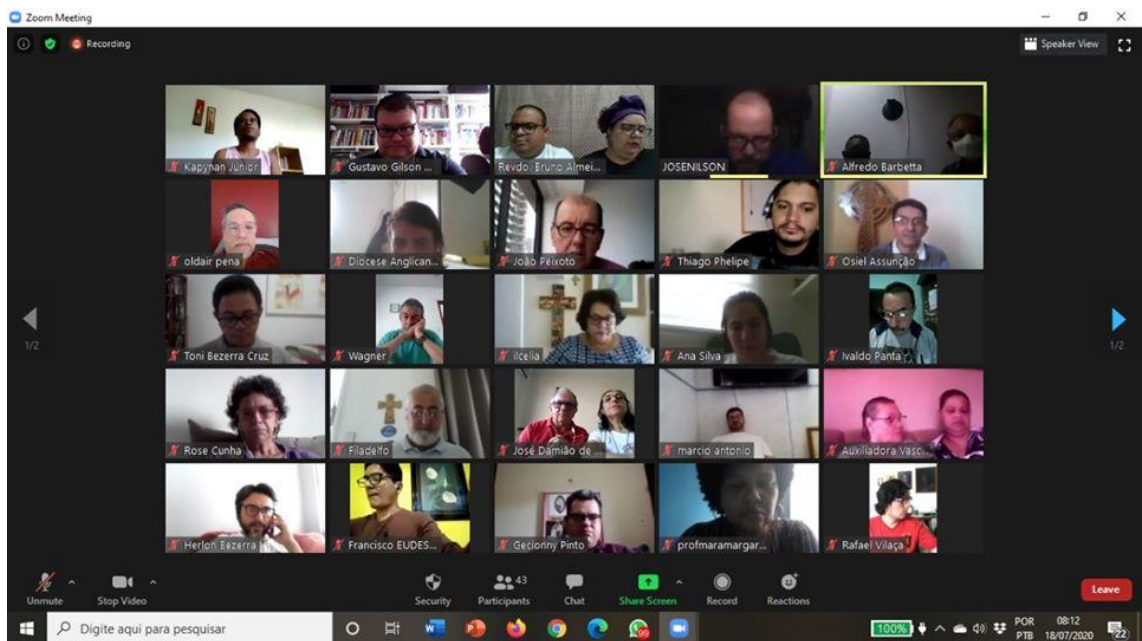 Zoom Meeting
Recording
Speaker View
Kapynan Junior
Gustavo Gilson ...
Revdo. Bruno Almei...
JOSENILSON
Alfredo Barbetta
oldair pena
Diocese Anglican...
João Peixoto
Thiago Phelipe
Osiel Assunção
Toni Bezerra Cruz
Wagner
ilcelia
Ana Silva
Ivaldo Panta
1/2
1/2
Rose Cunha
Filadelfo
José Damião de ...
marcio antonio
Auxiliadora Vasc...
Herlon Bezerra
Francisco EUDES...
Gecionny Pinto
profmaramargar...
Rafael Vilaça
43
Unmute
Stop Video
Security
Participants
Chat
Share Screen
Record
Reactions
Leave
Digite aqui para pesquisar
99
100%
POR
PTB
08:12
18/07/2020
22